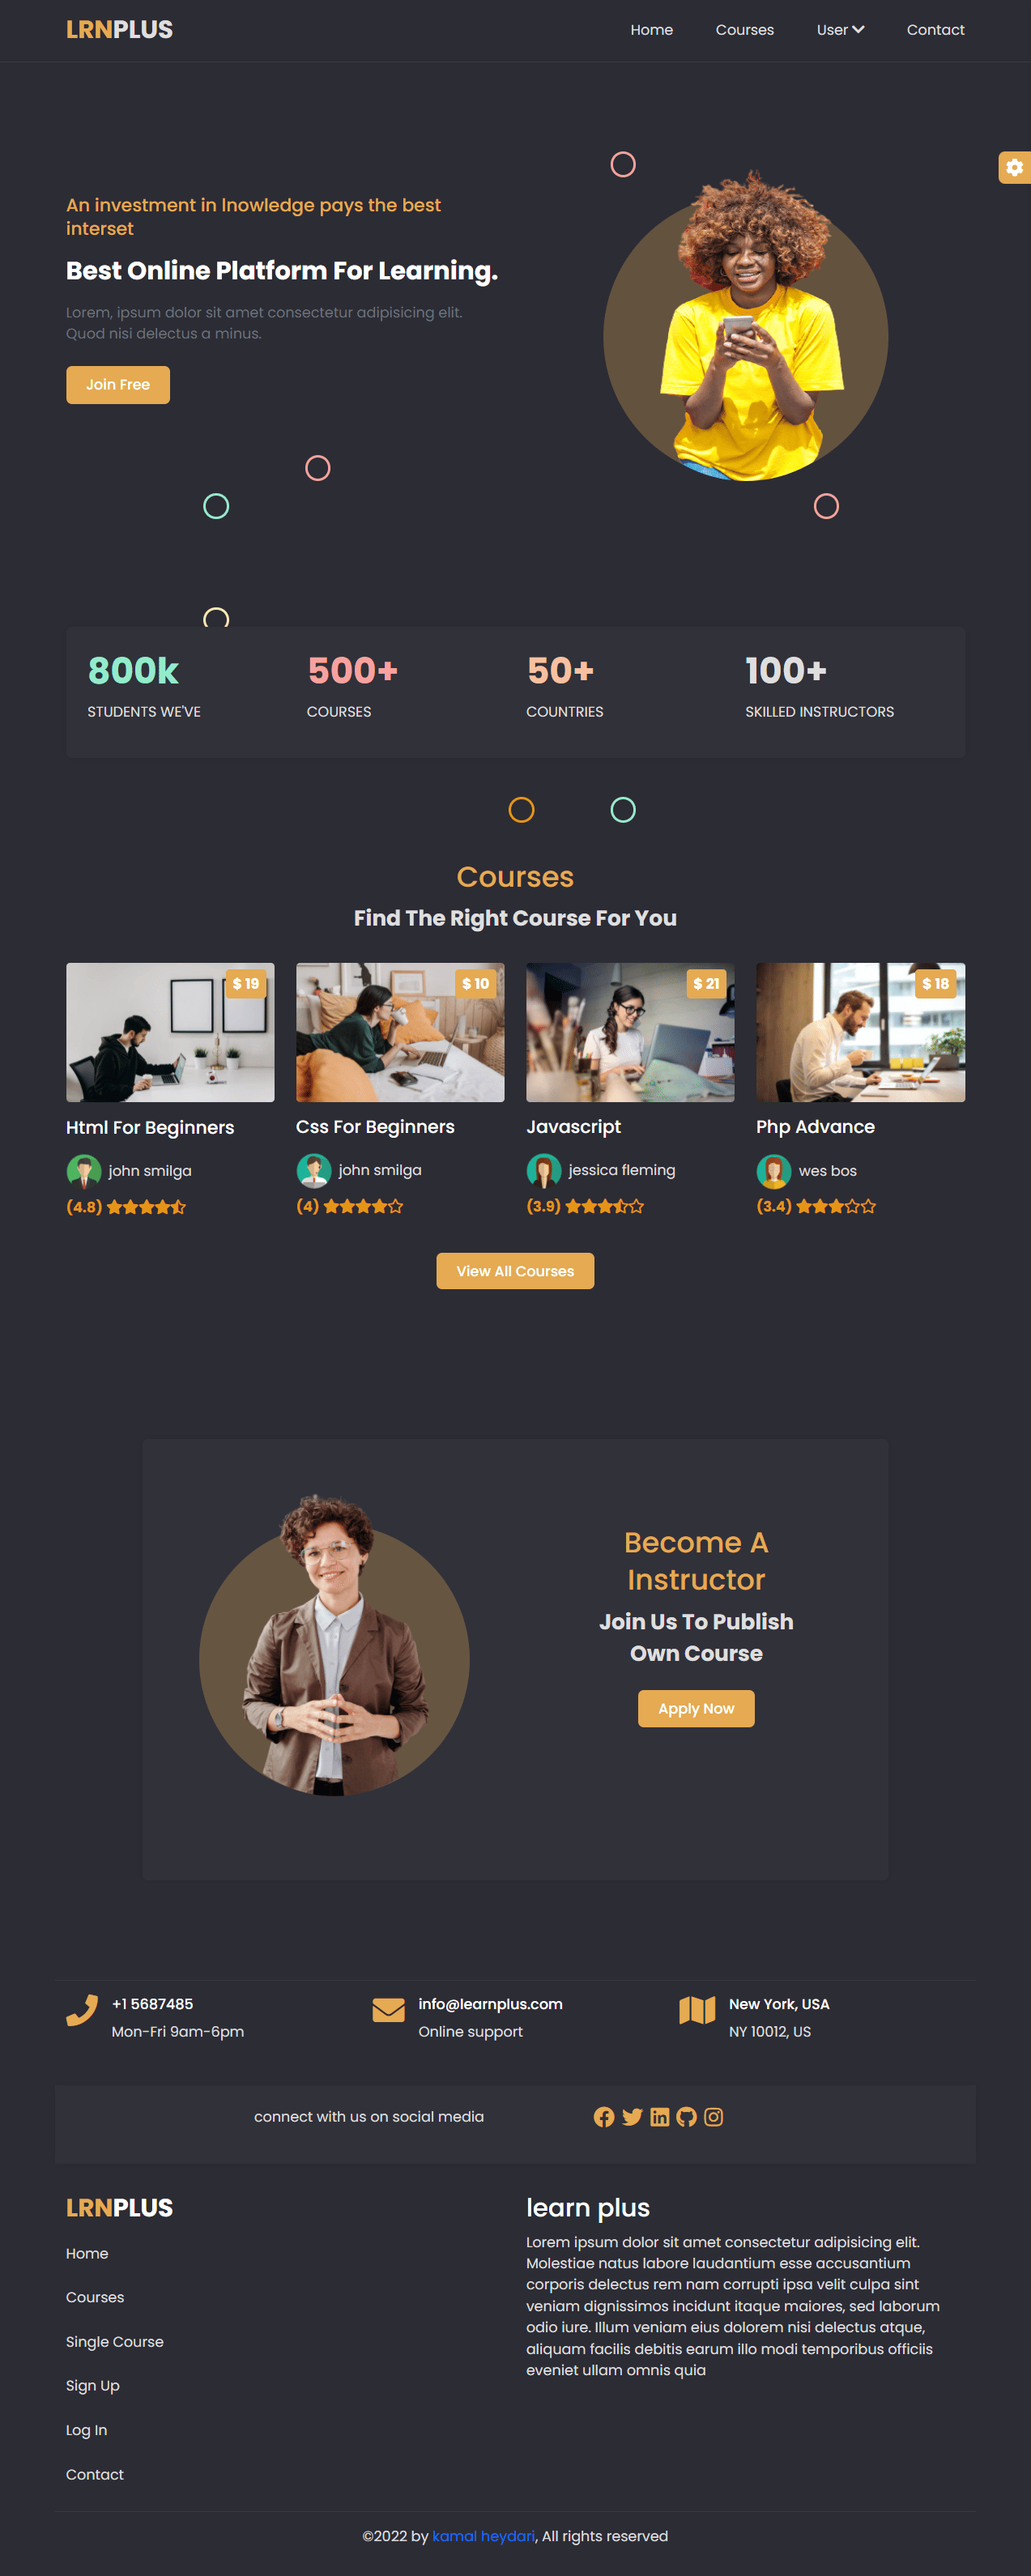 LRNPLUS
Home Courses User Contact
An investment in Inowledge pays the best
interset
Best Online Platform For Learning.
Lorem, ipsum dolor sit amet consectetur adipisicing elit.
Quod nisi delectus a minus.
Join Free
800k 500+ 50+ 100+
STUDENTS WE'VE COURSES COUNTRIES SKILLED INSTRUCTORS
Courses
Find The Right Course For You
$ 19 $ 10 $ 21 $ 18
Html For Beginners Css For Beginners Javascript Php Advance
john smilga john smilga jessica fleming wes bos
(4.8) (4) (3.9) (3.4)
View All Courses
Become A
Instructor
Join Us To Publish
Own Course
Apply Now
+1 5687485 info@learnplus.com New York, USA
Mon-Fri 9am-6pm Online support NY 10012, US
connect with us on social media
LRNPLUS
Home
Courses
Single Course
Sign Up
Log In
Contact
learn plus
Lorem ipsum dolor sit amet consectetur adipisicing elit.
Molestiae natus labore laudantium esse accusantium
corporis delectus rem nam corrupti ipsa velit culpa sint
veniam dignissimos incidunt itaque maiores, sed laborum
odio iure. Illum veniam eius dolorem nisi delectus atque,
aliquam facilis debitis earum illo modi temporibus officiis
eveniet ullam omnis quia
©2022 by kamal heydari, All rights reserved